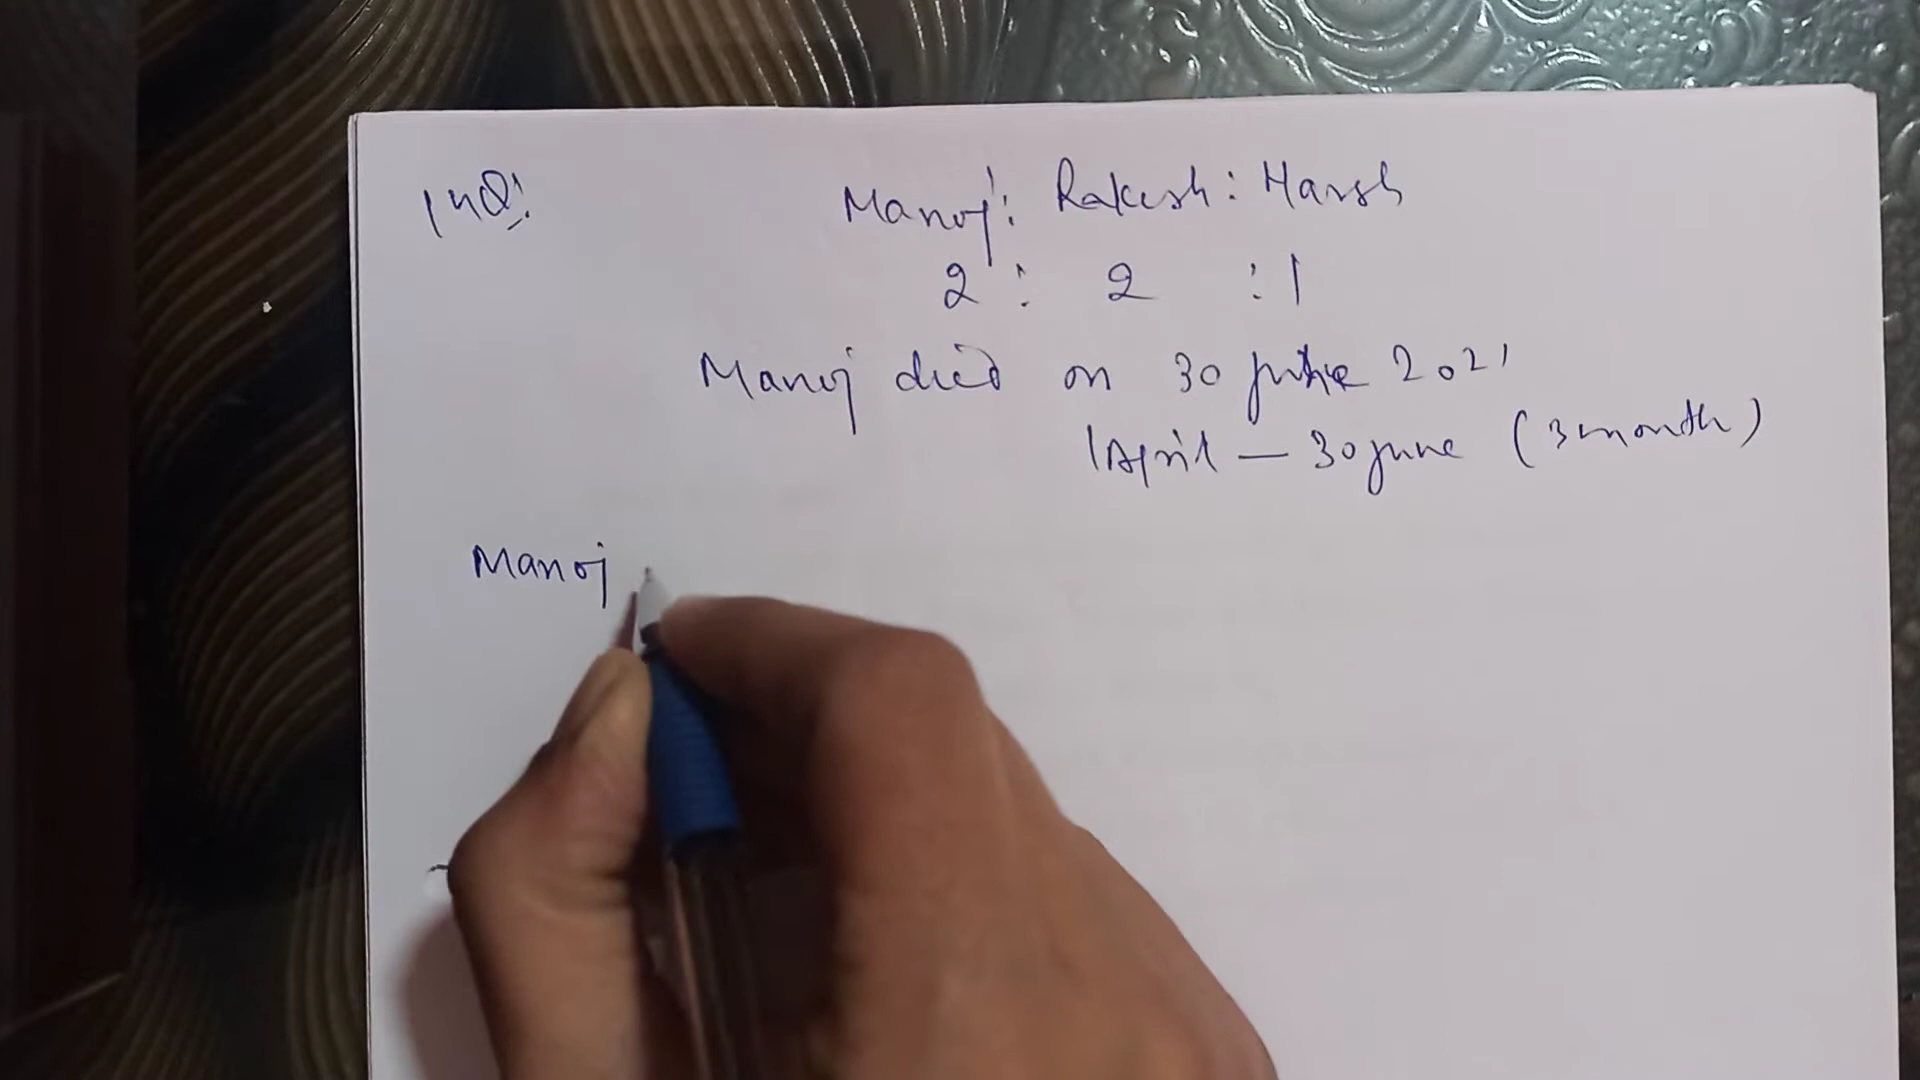 14Q!
Manoj : Rakesh : Harsh
2 : 2 : 1
Manoj died on 30 june 2021
1 April — 30 june (3 month)
Manoj